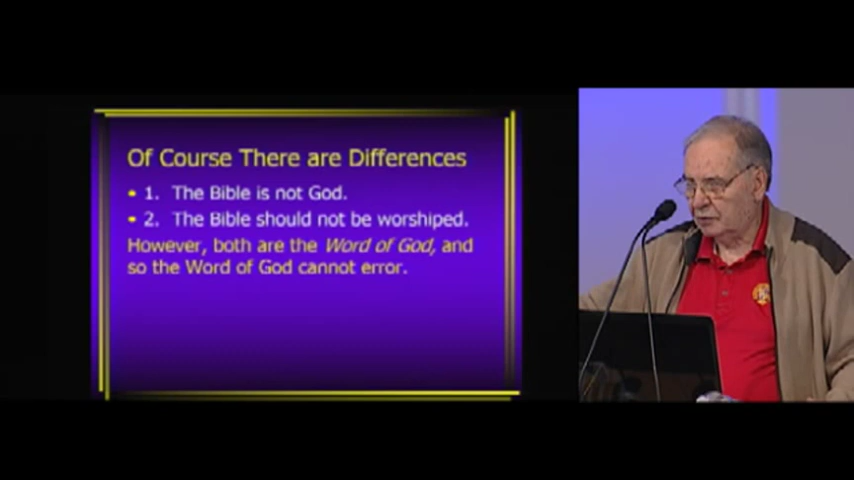 Of Course There are Differences
• 1. The Bible is not God.
• 2. The Bible should not be worshiped.
However, both are the Word of God, and
so the Word of God cannot error.